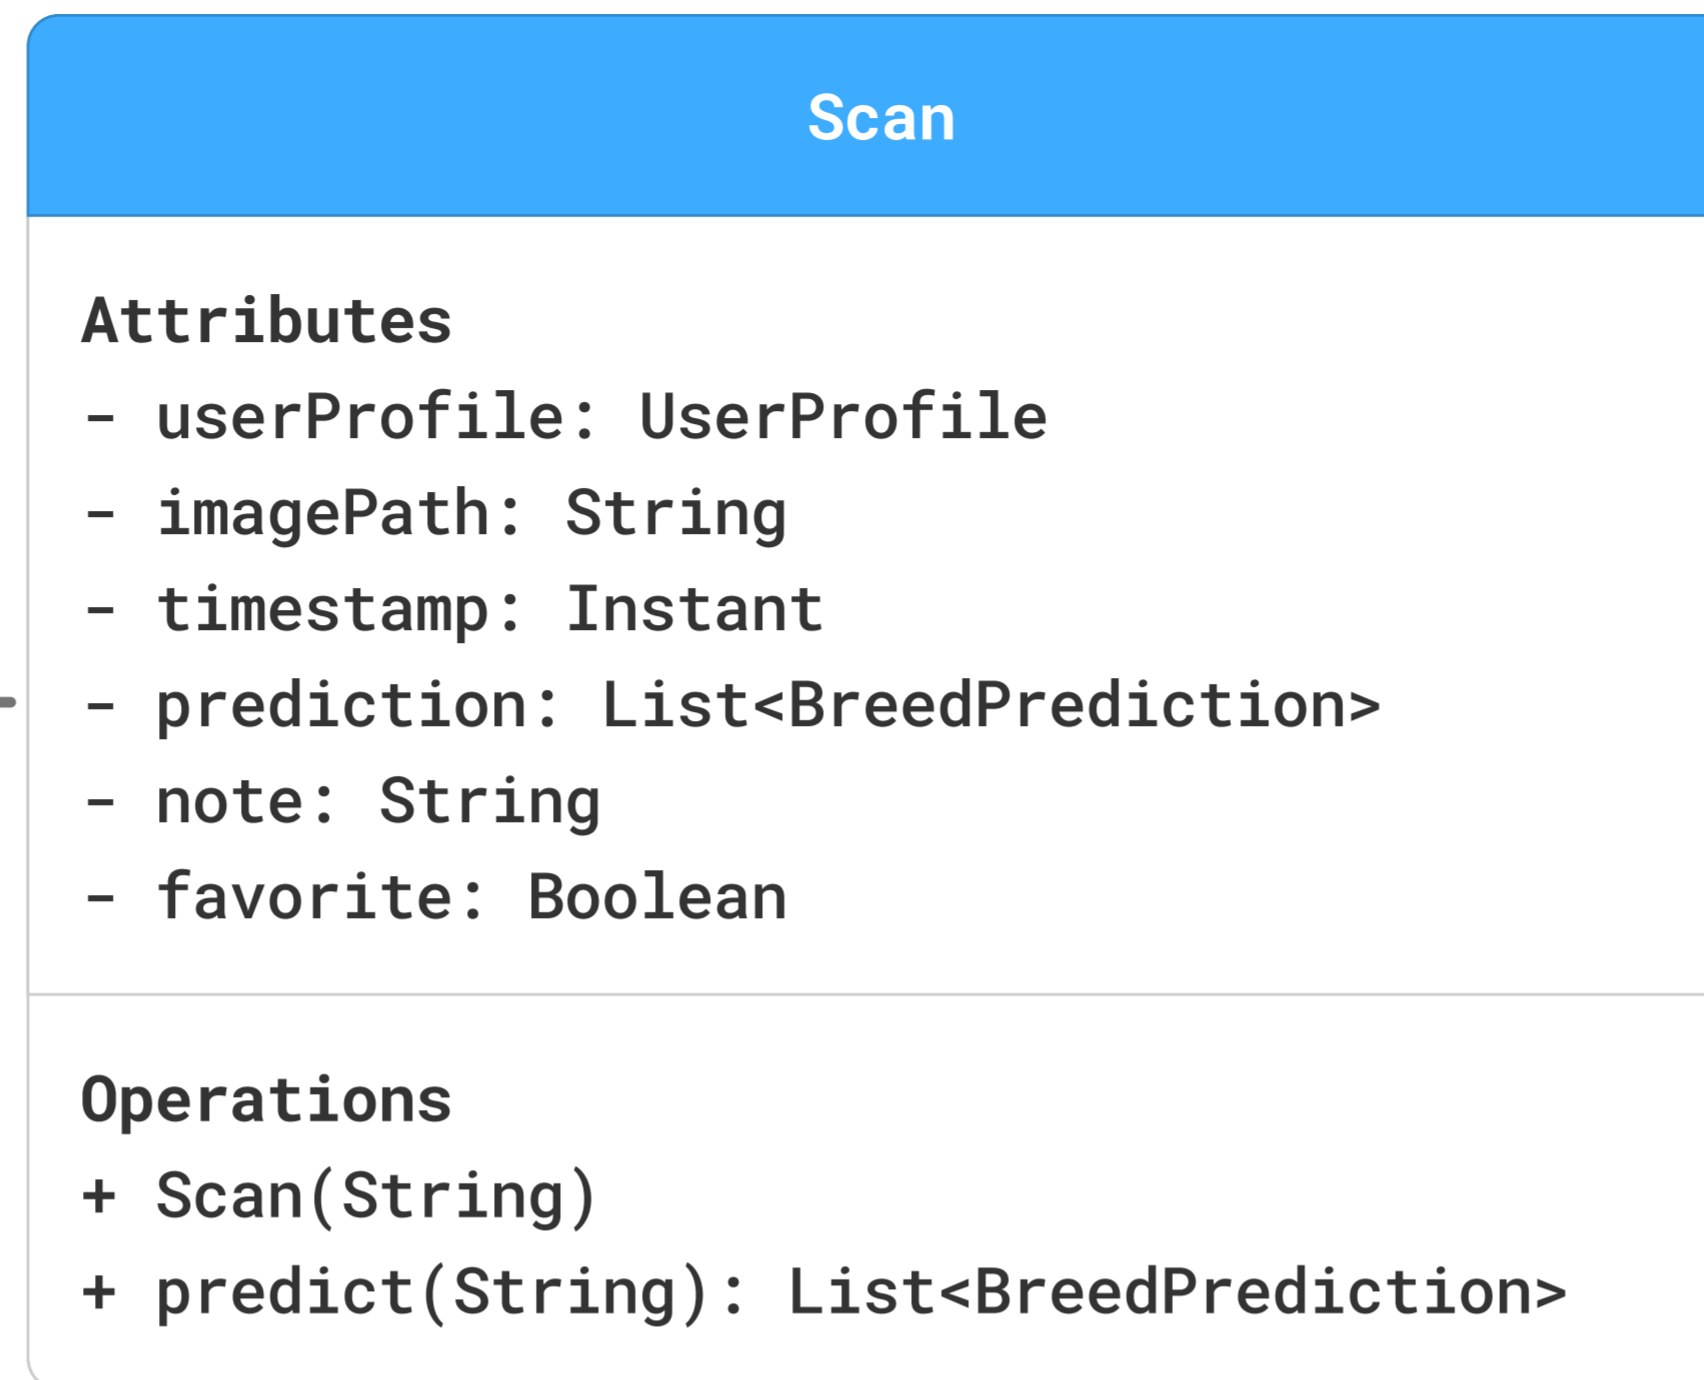 Scan
Attributes
- userProfile: UserProfile
- imagePath: String
- timestamp: Instant
- prediction: List<BreedPrediction>
- note: String
- favorite: Boolean
Operations
+ Scan(String)
+ predict(String): List<BreedPrediction>